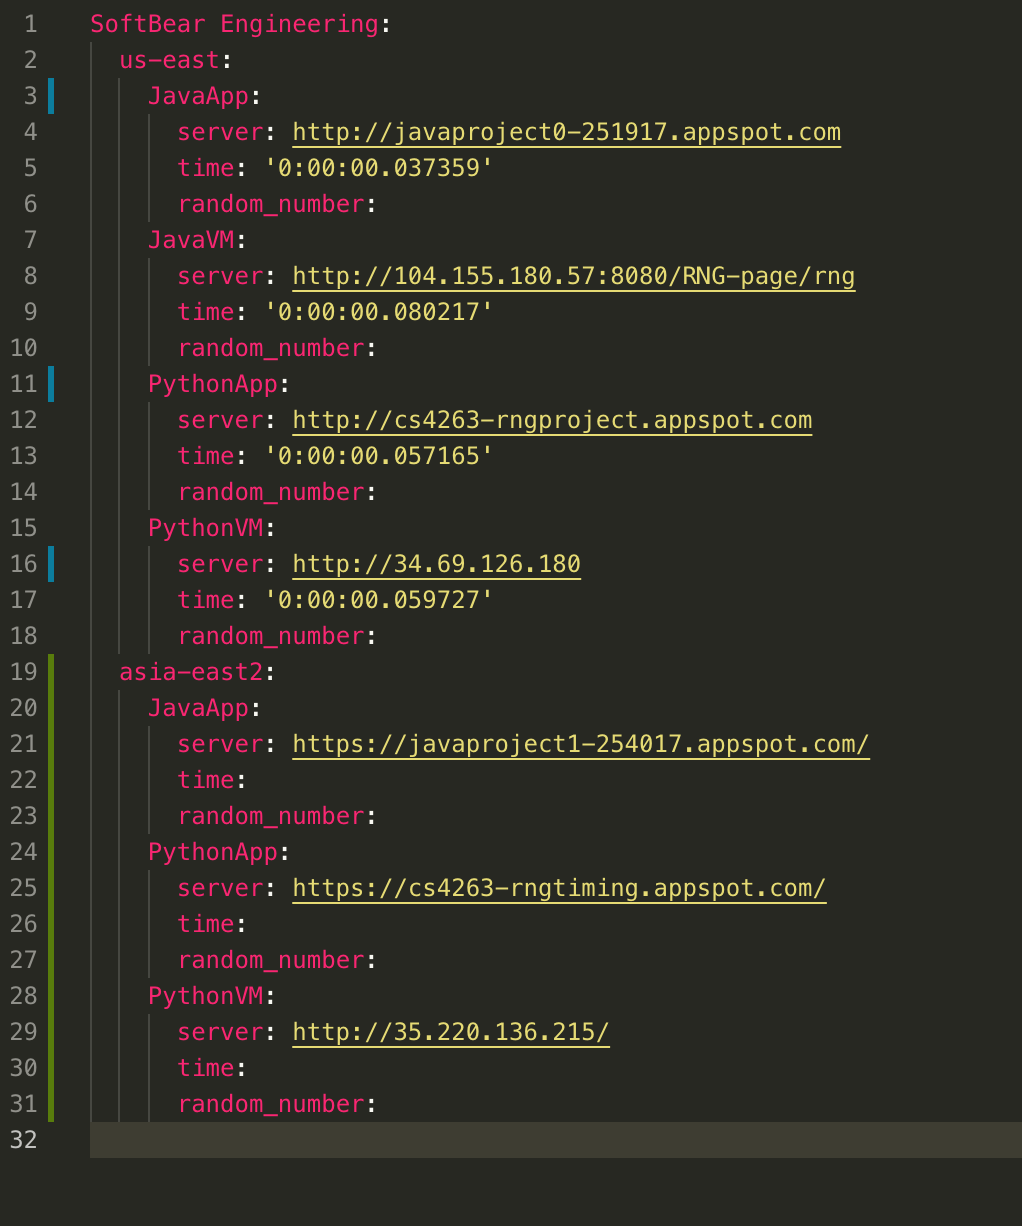 1 SoftBear Engineering:
2 us-east:
3 JavaApp:
4 server: http://javaproject0-251917.appspot.com
5 time: '0:00:00.037359'
6 random_number:
7 JavaVM:
8 server: http://104.155.180.57:8080/RNG-page/rng
9 time: '0:00:00.080217'
10 random_number:
11 PythonApp:
12 server: http://cs4263-rngproject.appspot.com
13 time: '0:00:00.057165'
14 random_number:
15 PythonVM:
16 server: http://34.69.126.180
17 time: '0:00:00.059727'
18 random_number:
19 asia-east2:
20 JavaApp:
21 server: https://javaproject1-254017.appspot.com/
22 time:
23 random_number:
24 PythonApp:
25 server: https://cs4263-rngtiming.appspot.com/
26 time:
27 random_number:
28 PythonVM:
29 server: http://35.220.136.215/
30 time:
31 random_number:
32